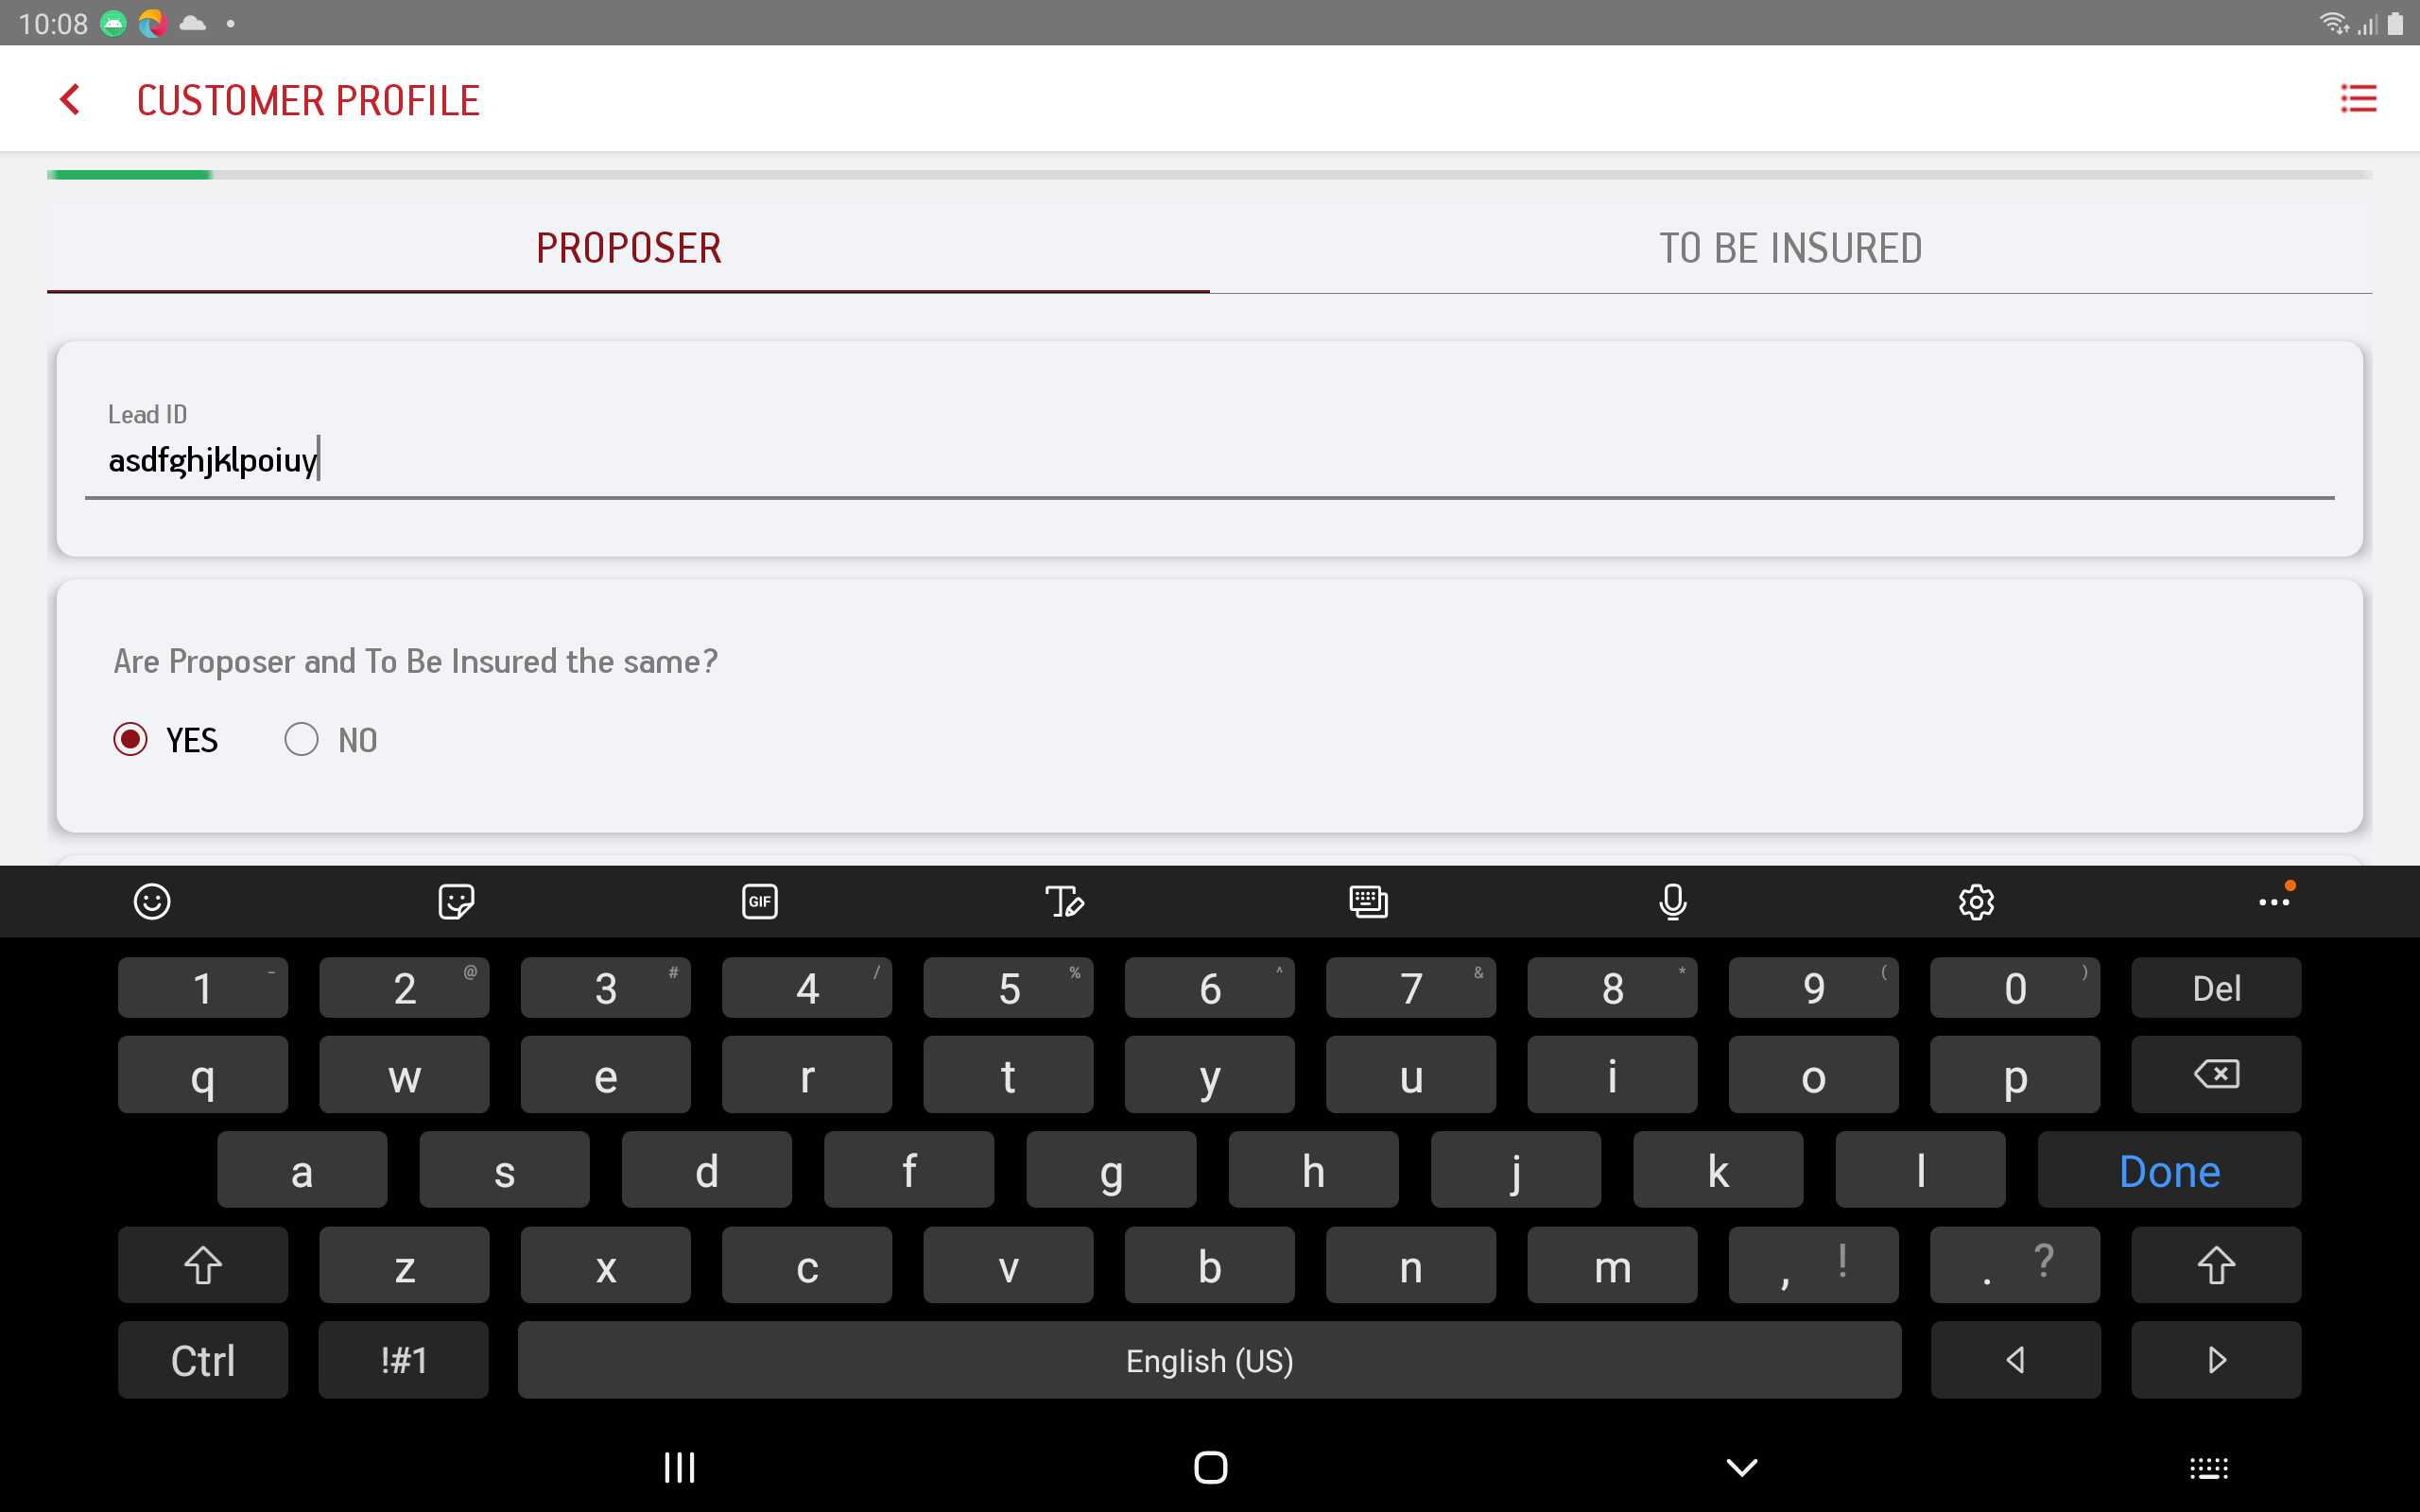 10:08
CUSTOMER PROFILE
PROPOSER TO BE INSURED
Lead ID
asdfghjklpoiuy
Are Proposer and To Be Insured the same?
YES NO
GIF
1 - 2 @ 3 # 4 / 5 % 6 ^ 7 & 8 * 9 ( 0 ) Del
q w e r t y u i o p
a s d f g h j k l Done
z x c v b n m , ! . ?
Ctrl !#1 English (US)